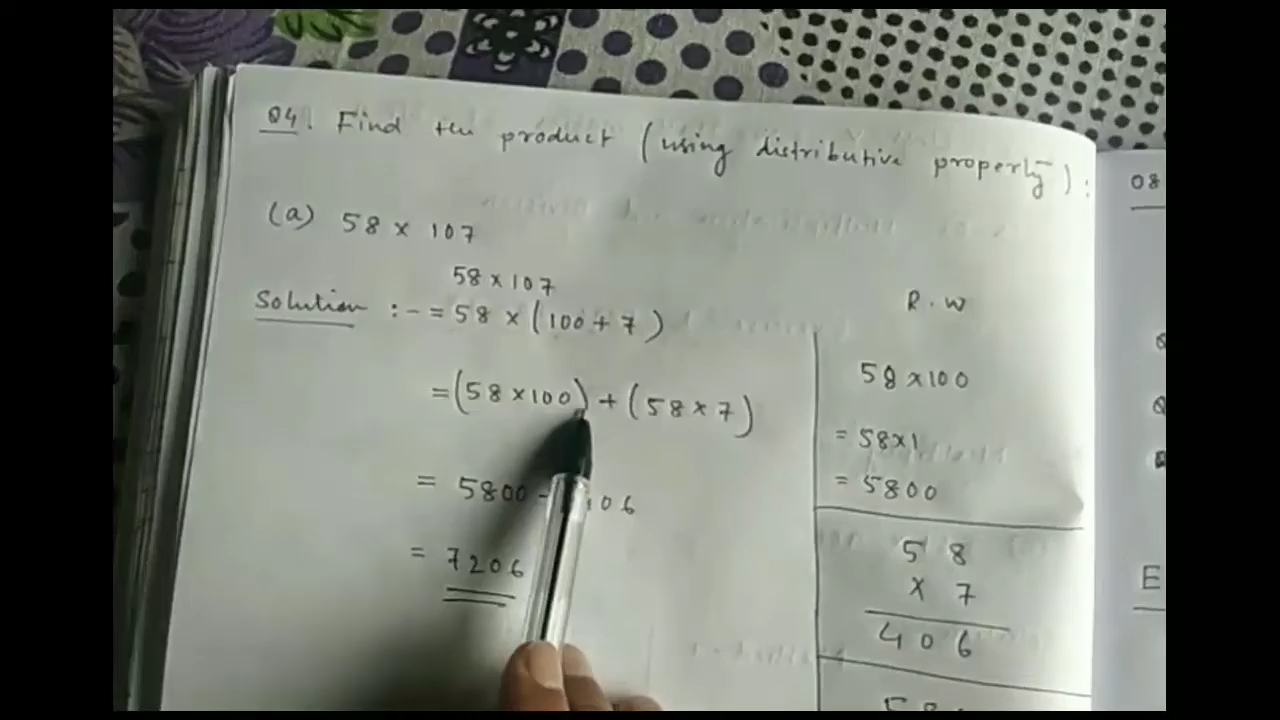 Q4. Find the product (using distributive property):
(a) 58 × 107
58 × 107
Solution :- = 58 × (100 + 7)
= (58 × 100) + (58 × 7)
= 5800 406
= 7206
R.W
58 × 100
= 58×1
= 5800
58
× 7
406
08
E